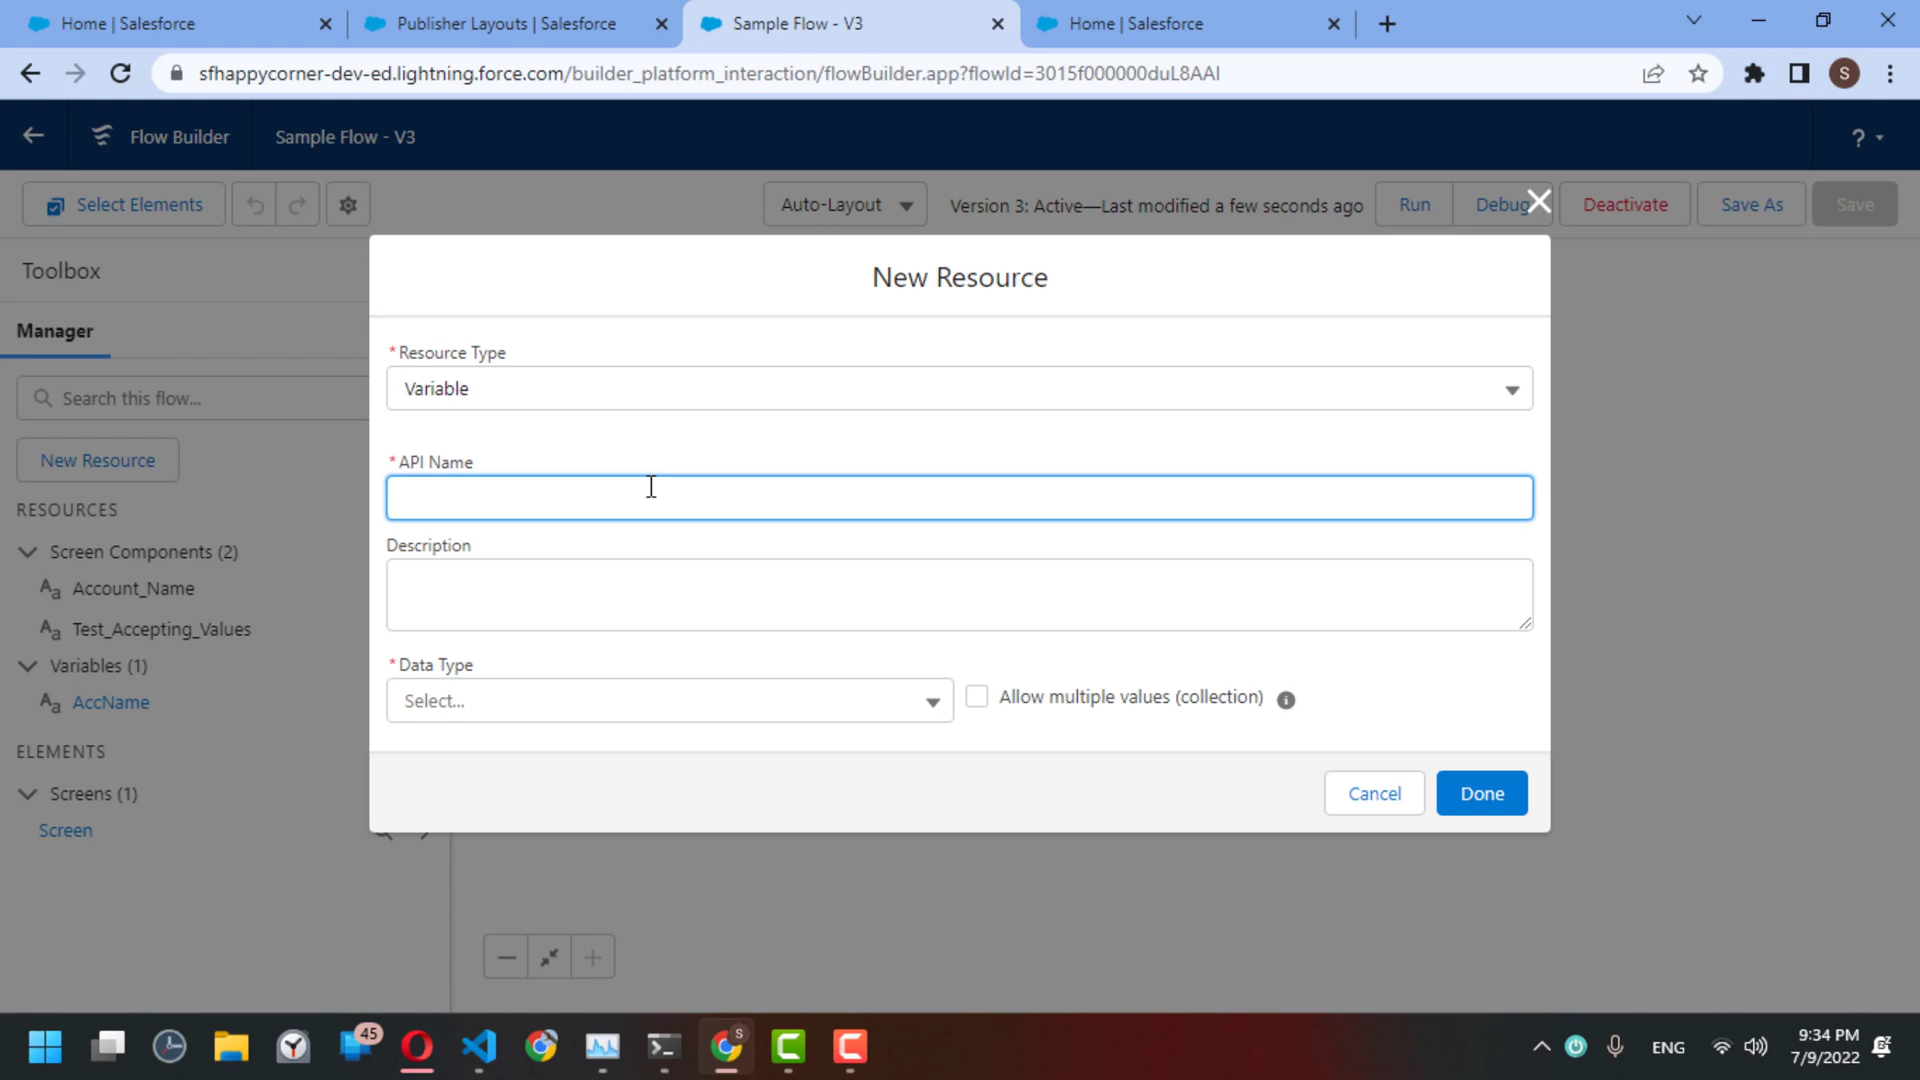 Home | Salesforce
Publisher Layouts | Salesforce
Sample Flow - V3
Home | Salesforce
sfhappycorner-dev-ed.lightning.force.com/builder_platform_interaction/flowBuilder.app?flowId=3015f000000duL8AAI
S
Flow Builder
Sample Flow - V3
?
Select Elements
Auto-Layout
Version 3: Active—Last modified a few seconds ago
Run
Debug
Deactivate
Save As
Save
Toolbox
Manager
Search this flow...
New Resource
RESOURCES
Screen Components (2)
Aa Account_Name
Aa Test_Accepting_Values
Variables (1)
Aa AccName
ELEMENTS
Screens (1)
Screen
New Resource
* Resource Type
Variable
* API Name
Description
* Data Type
Select...
Allow multiple values (collection)
Cancel
Done
45
S
ENG
9:34 PM
7/9/2022